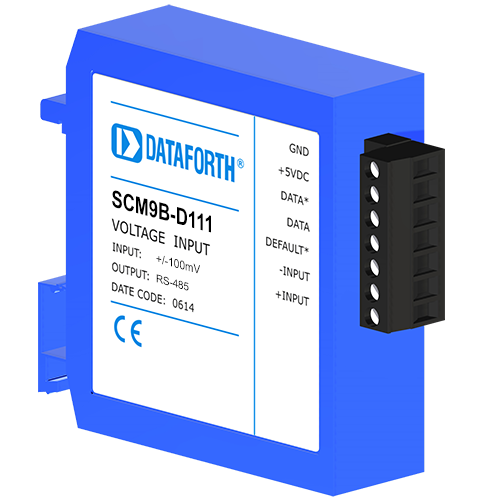 DATAFORTH®
SCM9B-D111
VOLTAGE INPUT
INPUT: +/-100mV
OUTPUT: RS-485
DATE CODE: 0614
CE
GND
+5VDC
DATA*
DATA
DEFAULT*
-INPUT
+INPUT